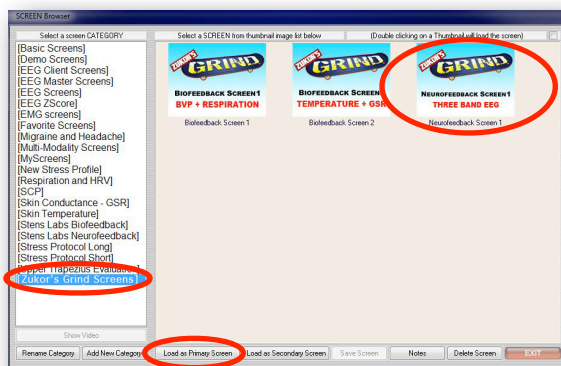 SCREEN Browser
Select a screen CATEGORY
Select a SCREEN from thumbnail image list below
(Double clicking on a Thumbnail will load the screen)
[Basic Screens]
[Demo Screens]
[EEG Client Screens]
[EEG Master Screens]
[EEG Screens]
[EEG ZScore]
[EMG screens]
[Favorite Screens]
[Migraine and Headache]
[Multi-Modality Screens]
[MyScreens]
[New Stress Profile]
[Respiration and HRV]
[SCP]
[Skin Conductance - GSR]
[Skin Temperature]
[Stens Labs Biofeedback]
[Stens Labs Neurofeedback]
[Stress Protocol Long]
[Stress Protocol Short]
[Upper Trapezius Evaluation]
[Zukor's Grind Screens]
ZUKOR'S GRIND
BIOFEEDBACK SCREEN1
BVP + RESPIRATION
Biofeedback Screen 1
ZUKOR'S GRIND
BIOFEEDBACK SCREEN1
TEMPERATURE + GSR
Biofeedback Screen 2
ZUKOR'S GRIND
NEUROFEEDBACK SCREEN1
THREE BAND EEG
Neurofeedback Screen 1
Show Video
Rename Category
Add New Category
Load as Primary Screen
Load as Secondary Screen
Save Screen
Notes
Delete Screen
EXIT